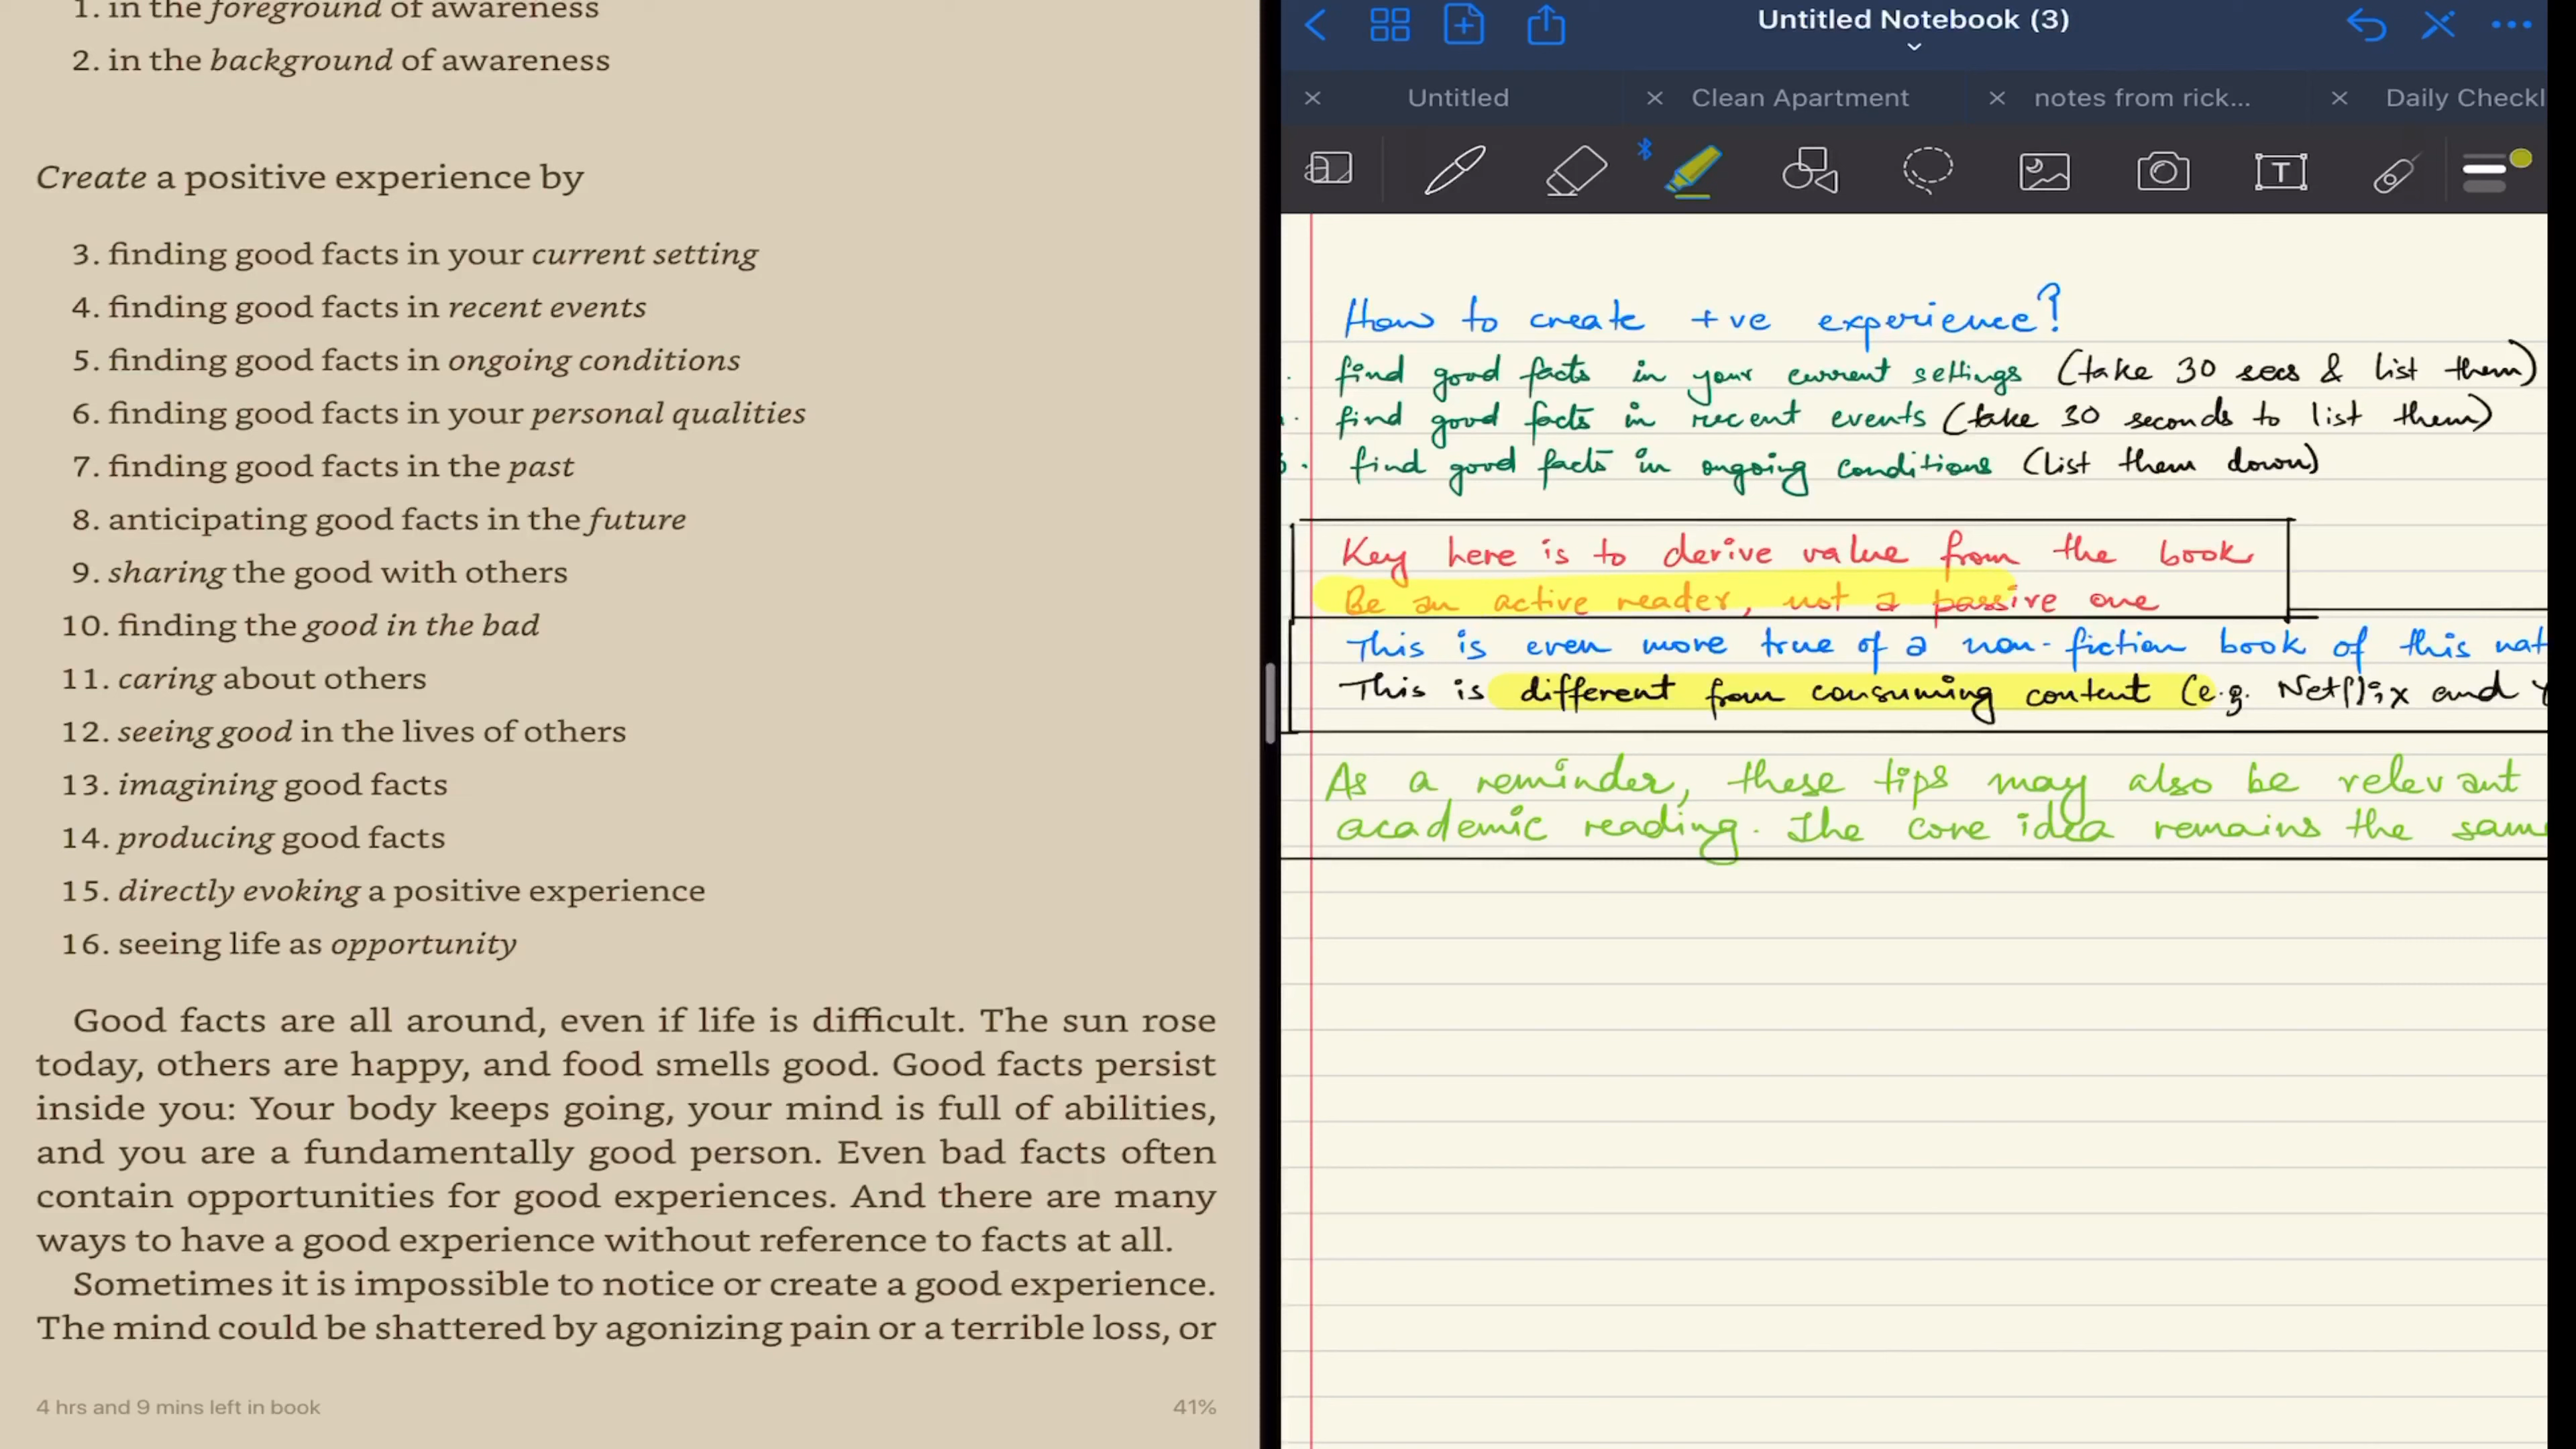 1. in the foreground of awareness
2. in the background of awareness
Create a positive experience by
3. finding good facts in your current setting
4. finding good facts in recent events
5. finding good facts in ongoing conditions
6. finding good facts in your personal qualities
7. finding good facts in the past
8. anticipating good facts in the future
9. sharing the good with others
10. finding the good in the bad
11. caring about others
12. seeing good in the lives of others
13. imagining good facts
14. producing good facts
15. directly evoking a positive experience
16. seeing life as opportunity
Good facts are all around, even if life is difficult. The sun rose
today, others are happy, and food smells good. Good facts persist
inside you: Your body keeps going, your mind is full of abilities,
and you are a fundamentally good person. Even bad facts often
contain opportunities for good experiences. And there are many
ways to have a good experience without reference to facts at all.
Sometimes it is impossible to notice or create a good experience.
The mind could be shattered by agonizing pain or a terrible loss, or
4 hrs and 9 mins left in book
41%
Untitled Notebook (3)
Untitled
Clean Apartment
notes from rick...
Daily Checkl
How to create +ve experience?
find good facts in your current settings (take 30 secs & list them)
find good facts in recent events (take 30 seconds to list them)
find good facts in ongoing conditions (list them down)
Key here is to derive value from the book
Be an active reader, not a passive one
This is even more true of a non-fiction book of this nat
This is different from consuming content (e.g. Netflix and
As a reminder, these tips may also be relevant
academic reading. The core idea remains the sam